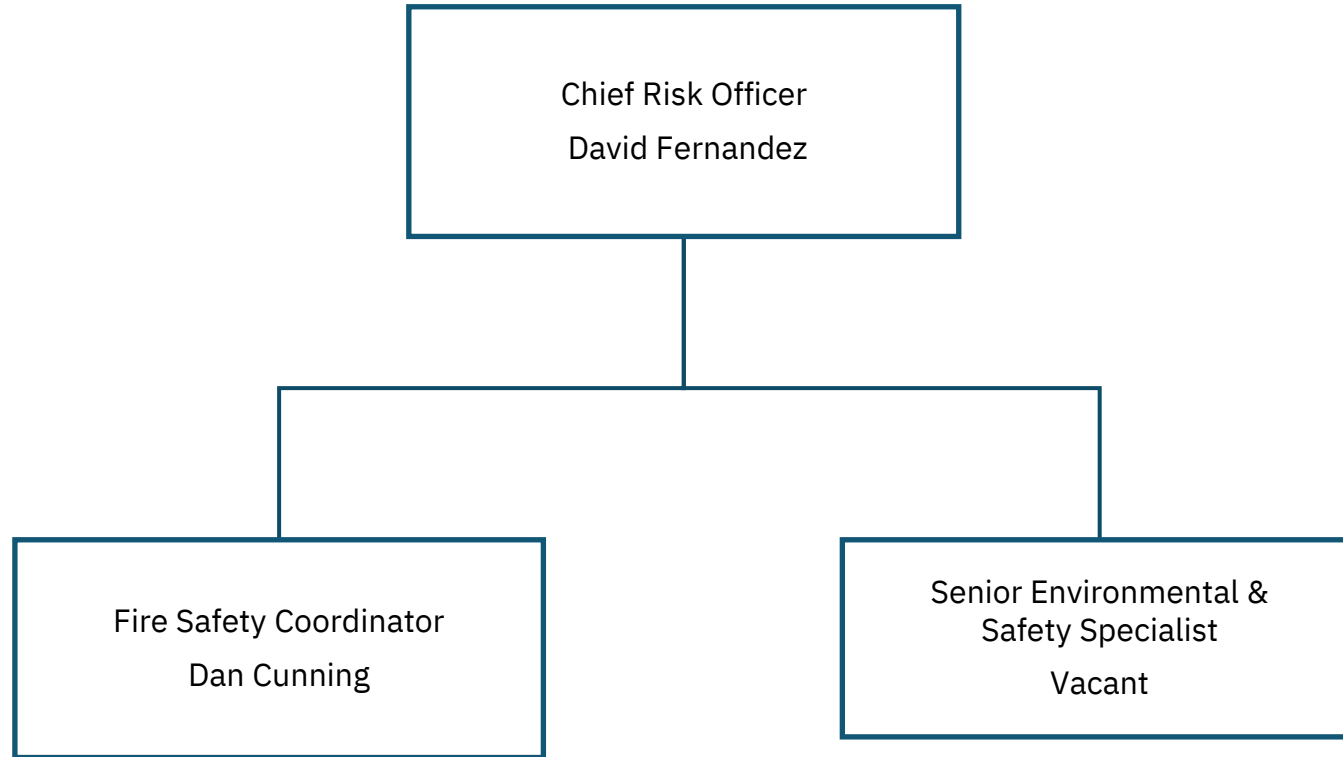 Chief Risk Officer
David Fernandez
Fire Safety Coordinator
Dan Cunning
Senior Environmental &
Safety Specialist
Vacant